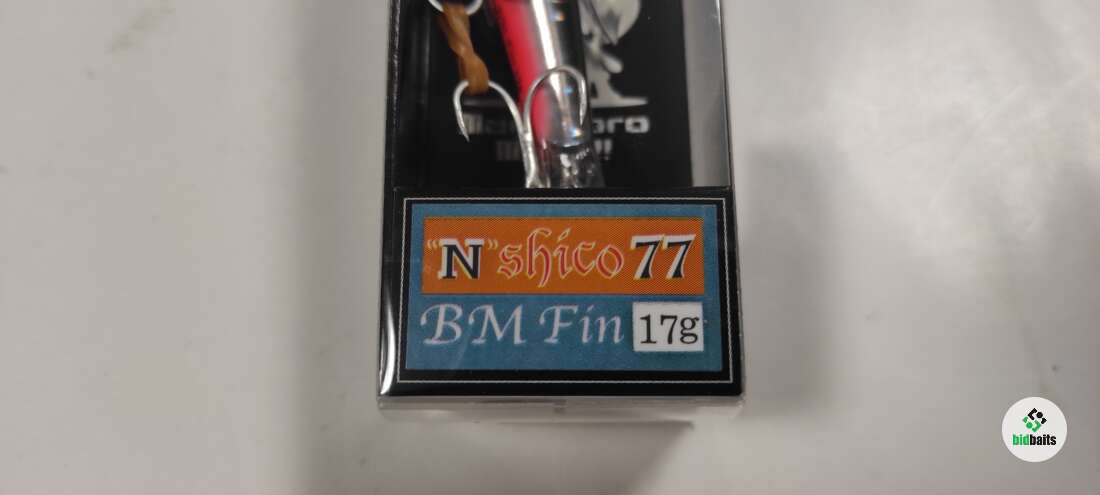 "N"shico 77
BM Fin 17g
bidbaits